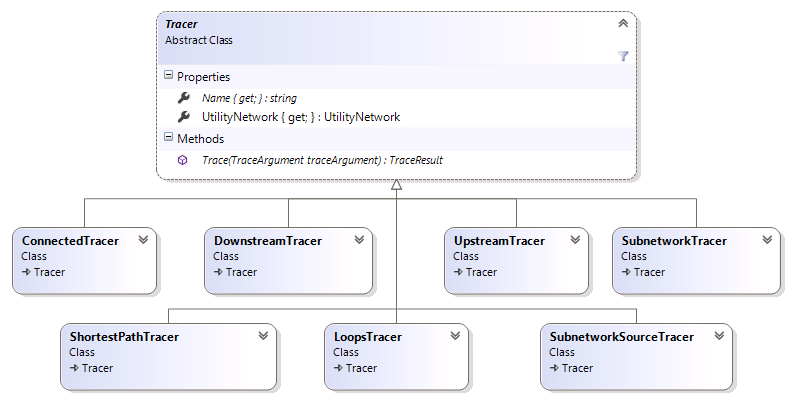 Tracer
Abstract Class
Properties
Name { get; } : string
UtilityNetwork { get; } : UtilityNetwork
Methods
Trace(TraceArgument traceArgument) : TraceResult
ConnectedTracer
Class
Tracer
DownstreamTracer
Class
Tracer
UpstreamTracer
Class
Tracer
SubnetworkTracer
Class
Tracer
ShortestPathTracer
Class
Tracer
LoopsTracer
Class
Tracer
SubnetworkSourceTracer
Class
Tracer